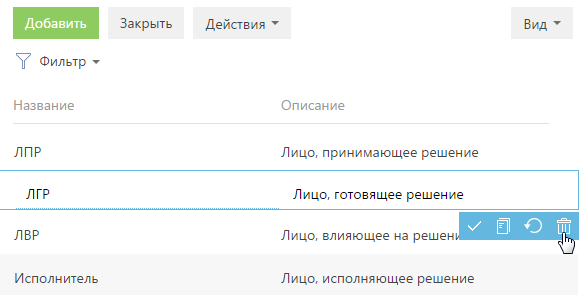 Добавить Закрыть Действия Вид
Фильтр
Название Описание
ЛПР Лицо, принимающее решение
ЛГР Лицо, готовящее решение
ЛВР Лицо, влияющее на решени
Исполнитель Лицо, исполняющее решение